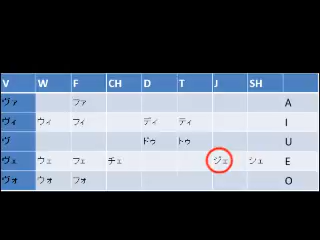 V W F CH D T J SH
ヴァ ファ A
ヴィ ウィ フィ ディ ティ I
ヴ ドゥ トゥ U
ヴェ ウェ フェ チェ ジェ シェ E
ヴォ ウォ フォ O